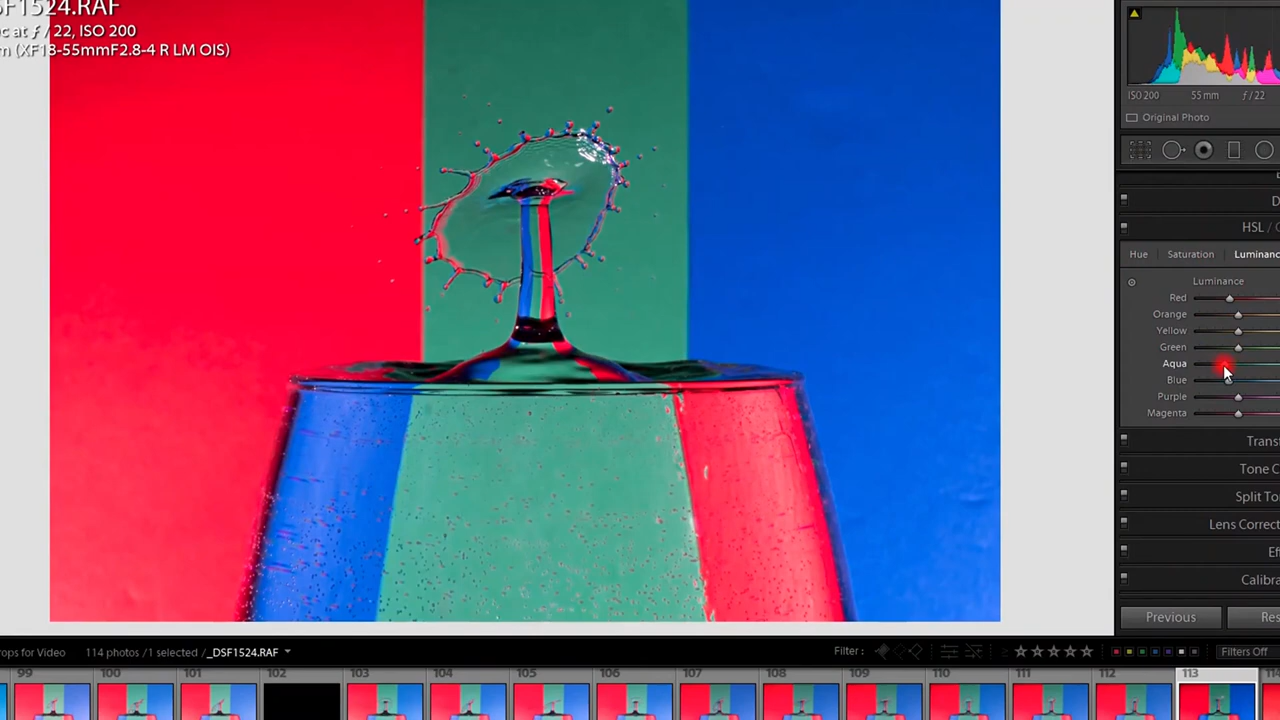 SF1524.RAF
c at ƒ / 22, ISO 200
m (XF18-55mmF2.8-4 R LM OIS)
ISO 200 55 mm ƒ / 22
Original Photo
D
HSL / C
Hue Saturation Luminanc
Luminance
Red
Orange
Yellow
Green
Aqua
Blue
Purple
Magenta
Transf
Tone C
Split To
Lens Correct
Eff
Calibra
Previous Res
rops for Video 114 photos /1 selected /_DSF1524.RAF Filter : Filters Off
99 100 101 102 103 104 105 106 107 108 109 110 111 112 113 114